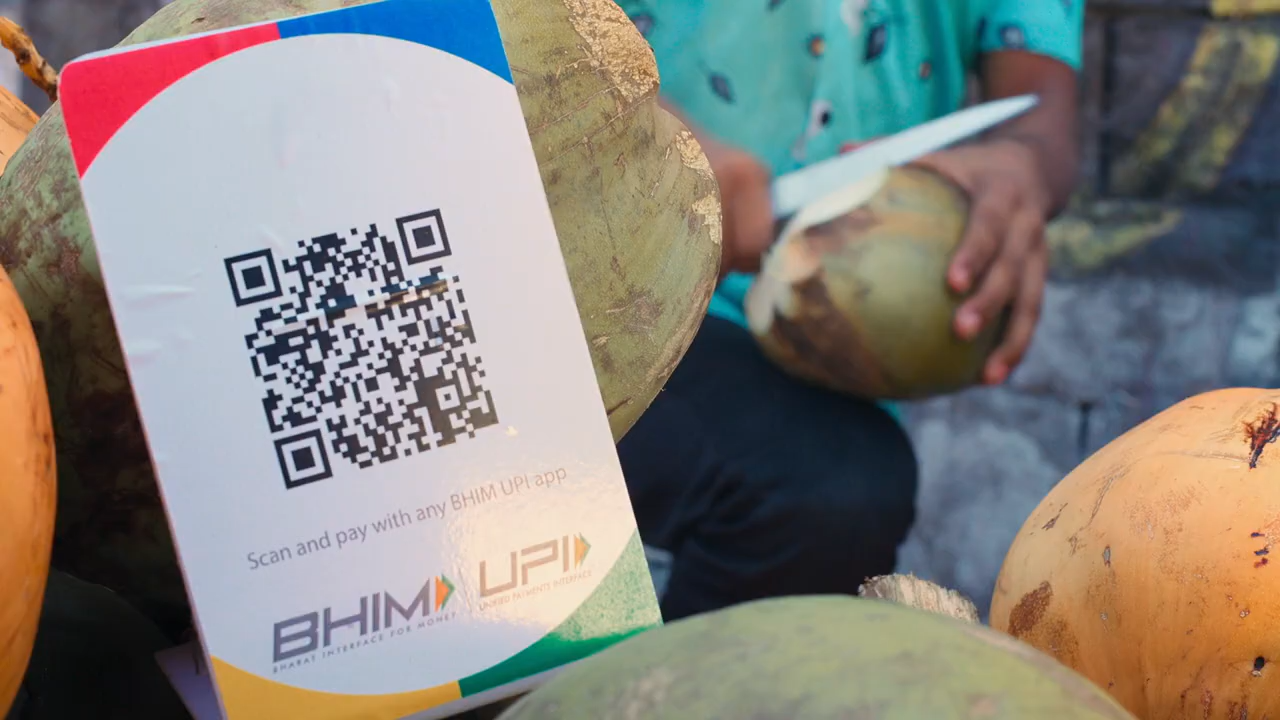 Scan and pay with any BHIM UPI app
BHIM
BHARAT INTERFACE FOR MONEY
UPI
UNIFIED PAYMENTS INTERFACE